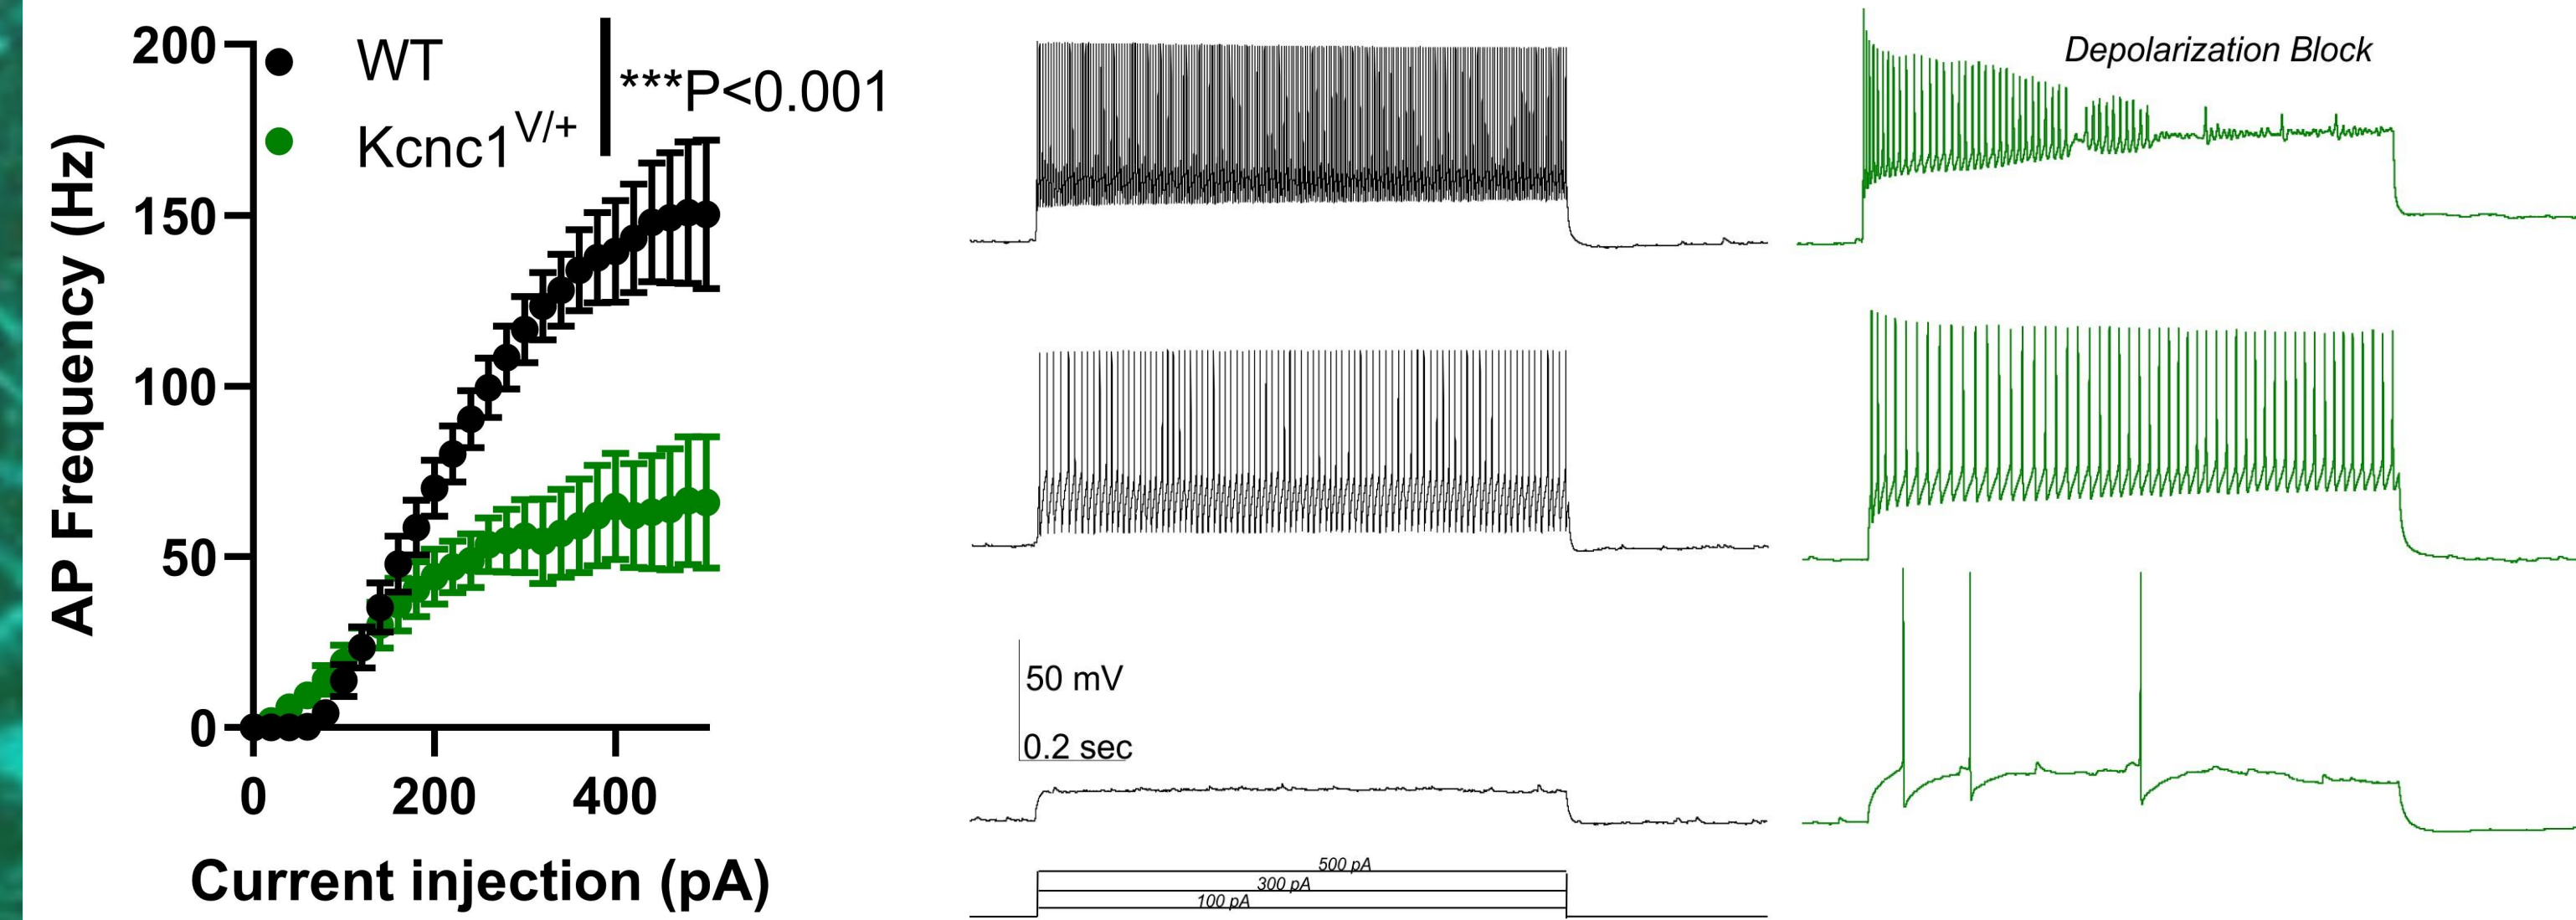 200
150
100
50
0
AP Frequency (Hz)
WT
Kcnc1V/+
***P<0.001
0
200
400
Current injection (pA)
Depolarization Block
50 mV
0.2 sec
500 pA
300 pA
100 pA